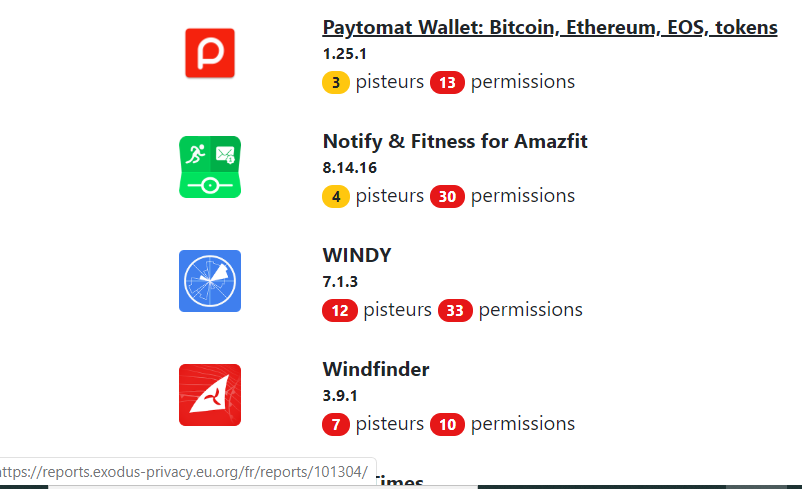 Paytomat Wallet: Bitcoin, Ethereum, EOS, tokens
1.25.1
3 pisteurs 13 permissions
Notify & Fitness for Amazfit
8.14.16
4 pisteurs 30 permissions
WINDY
7.1.3
12 pisteurs 33 permissions
Windfinder
3.9.1
7 pisteurs 10 permissions
ttps://reports.exodus-privacy.eu.org/fr/reports/101304/
Times